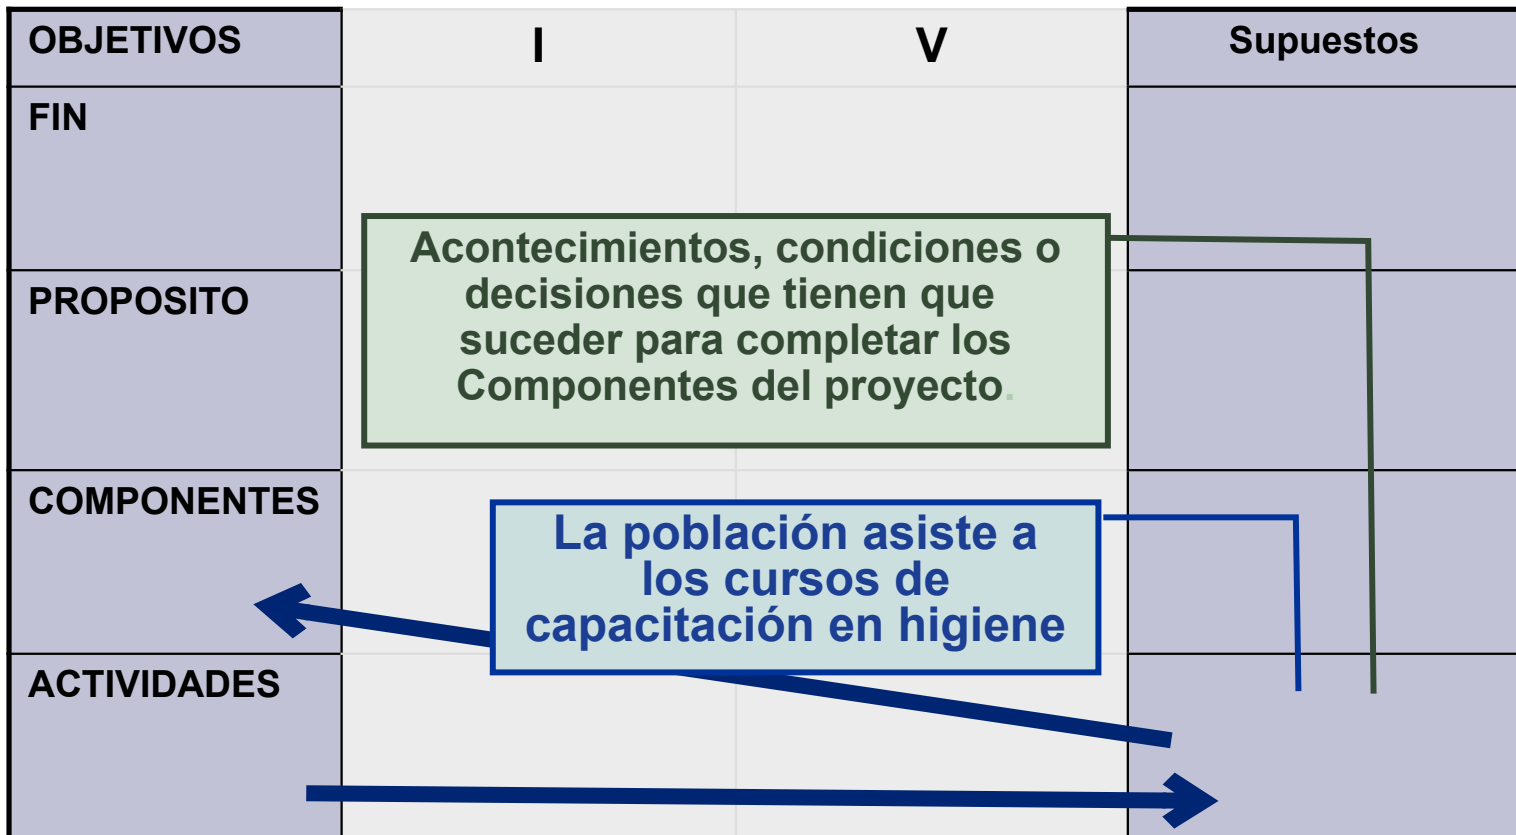 OBJETIVOS I V Supuestos
FIN
Acontecimientos, condiciones o
decisiones que tienen que
suceder para completar los
Componentes del proyecto.
PROPOSITO
COMPONENTES
La población asiste a
los cursos de
capacitación en higiene
ACTIVIDADES